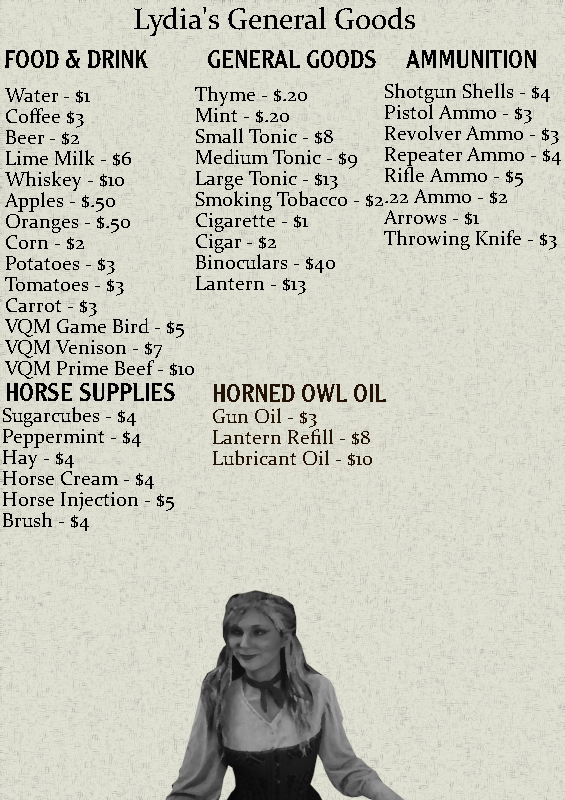 Lydia's General Goods
FOOD & DRINK
Water - $1
Coffee $3
Beer - $2
Lime Milk - $6
Whiskey - $10
Apples - $.50
Oranges - $.50
Corn - $2
Potatoes - $3
Tomatoes - $3
Carrot - $3
VQM Game Bird - $5
VQM Venison - $7
VQM Prime Beef - $10
GENERAL GOODS
Thyme - $.20
Mint - $.20
Small Tonic - $8
Medium Tonic - $9
Large Tonic - $13
Smoking Tobacco - $2
Cigarette - $1
Cigar - $2
Binoculars - $40
Lantern - $13
AMMUNITION
Shotgun Shells - $4
Pistol Ammo - $3
Revolver Ammo - $3
Repeater Ammo - $4
Rifle Ammo - $5
.22 Ammo - $2
Arrows - $1
Throwing Knife - $3
HORSE SUPPLIES
Sugarcubes - $4
Peppermint - $4
Hay - $4
Horse Cream - $4
Horse Injection - $5
Brush - $4
HORNED OWL OIL
Gun Oil - $3
Lantern Refill - $8
Lubricant Oil - $10